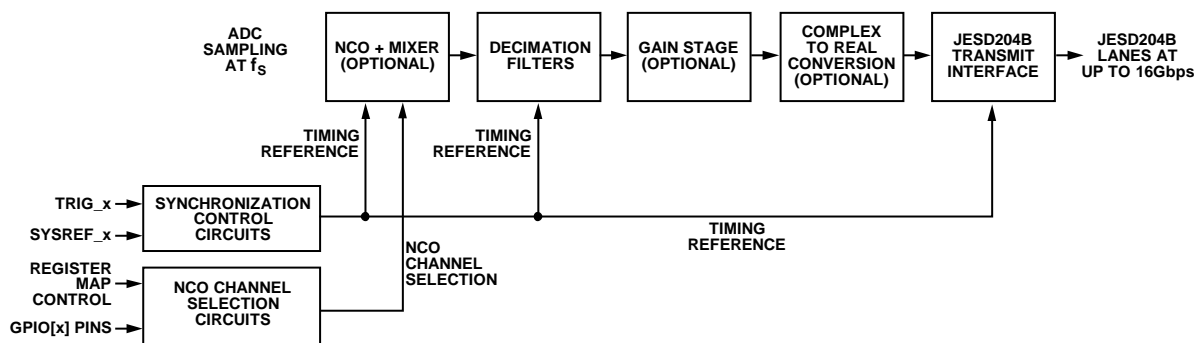 ADC
SAMPLING
AT fS
NCO + MIXER
(OPTIONAL)
DECIMATION
FILTERS
GAIN STAGE
(OPTIONAL)
COMPLEX
TO REAL
CONVERSION
(OPTIONAL)
JESD204B
TRANSMIT
INTERFACE
JESD204B
LANES AT
UP TO 16Gbps
TIMING
REFERENCE
TIMING
REFERENCE
TRIG_x
SYSREF_x
SYNCHRONIZATION
CONTROL
CIRCUITS
TIMING
REFERENCE
NCO
CHANNEL
SELECTION
REGISTER
MAP
CONTROL
GPIO[x] PINS
NCO CHANNEL
SELECTION
CIRCUITS